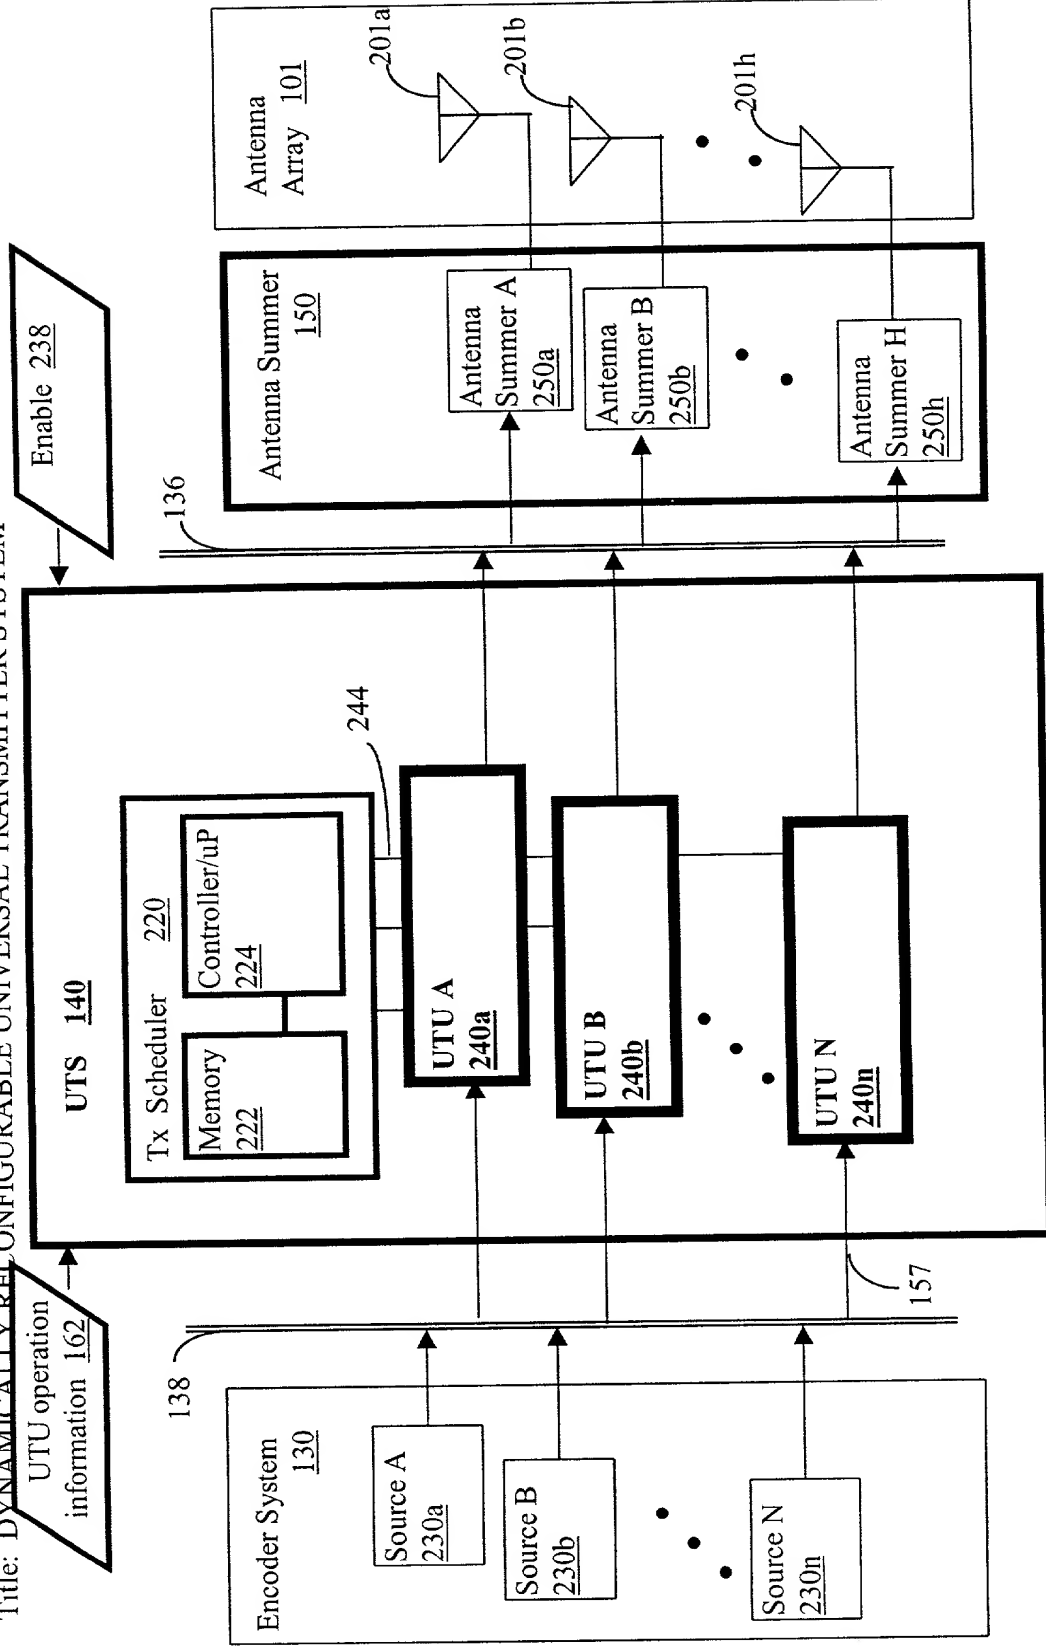 Title: DYNAMICALLY RECONFIGURABLE UNIVERSAL TRANSMITTER SYSTEM
UTU operation
information 162
Enable 238
138
136
Encoder System
130
Source A
230a
Source B
230b
Source N
230n
157
UTS 140
Tx Scheduler 220
Memory
222
Controller/uP
224
244
UTU A
240a
UTU B
240b
UTU N
240n
Antenna Summer
150
Antenna
Summer A
250a
Antenna
Summer B
250b
Antenna
Summer H
250h
Antenna
Array 101
201a
201b
201h